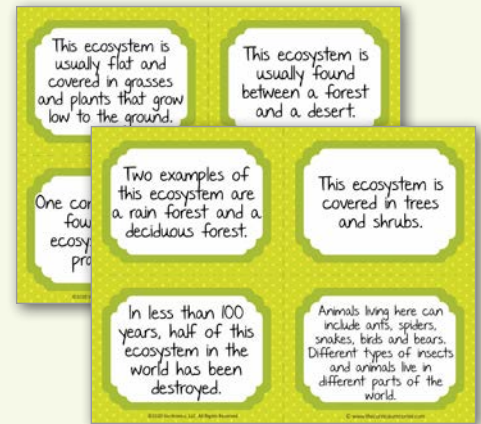 This ecosystem is
usually flat and
covered in grasses
and plants that grow
low to the ground.
This ecosystem is
usually found
between a forest
and a desert.
One
Two examples of
this ecosystem are
a rain forest and a
deciduous forest.
This ecosystem is
covered in trees
and shrubs.
In less than 100
years, half of this
ecosystem in the
world has been
destroyed.
Animals living here can
include ants, spiders,
snakes, birds and bears.
Different types of insects
and animals live in
different parts of the
world.